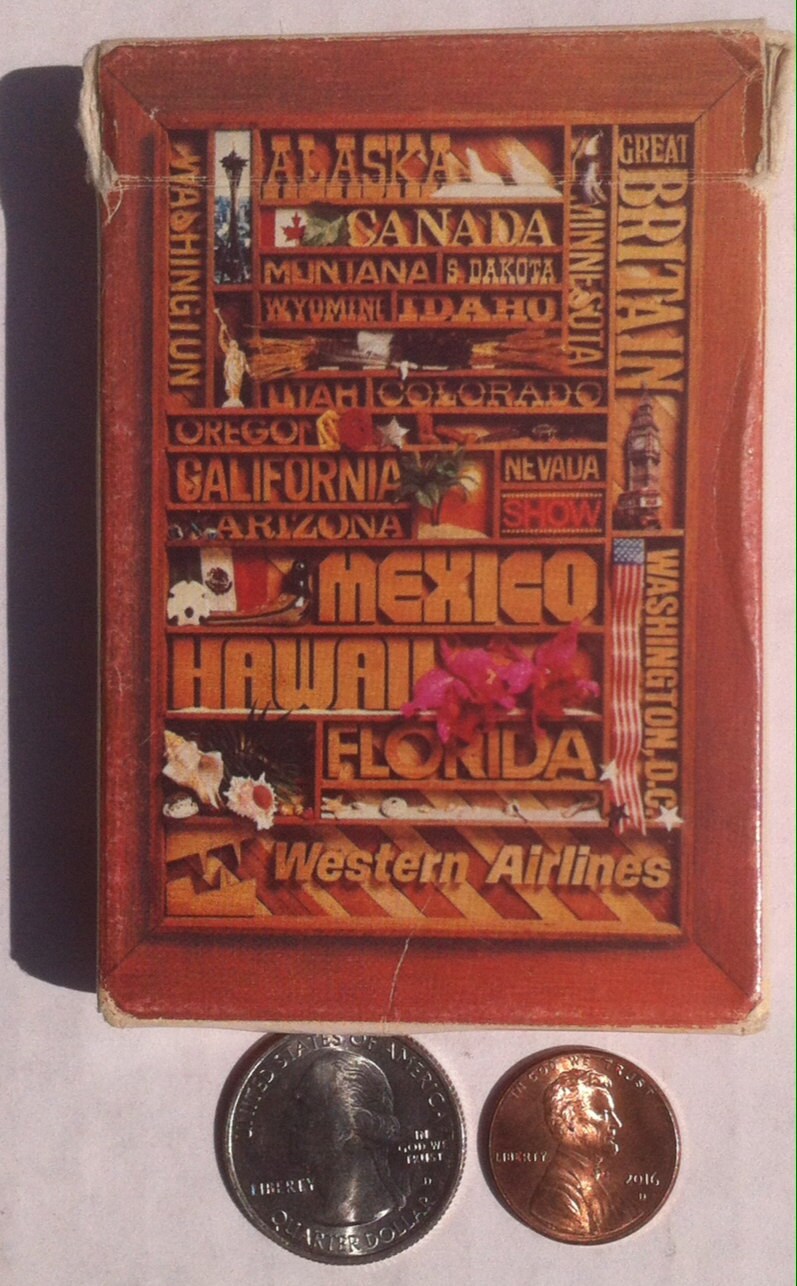 WASHINGTON
ALASKA
CANADA
MONTANA
S. DAKOTA
WYOMING
IDAHO
MINNESOTA
GREAT
BRITAIN
UTAH
COLORADO
OREGON
CALIFORNIA
NEVADA
SHOW
ARIZONA
MEXICO
HAWAII
FLORIDA
WASHINGTON, D.C.
Western Airlines
UNITED STATES OF AMERICA
LIBERTY
IN
GOD WE
TRUST
D
QUARTER DOLLAR
IN GOD WE TRUST
LIBERTY
2016
D